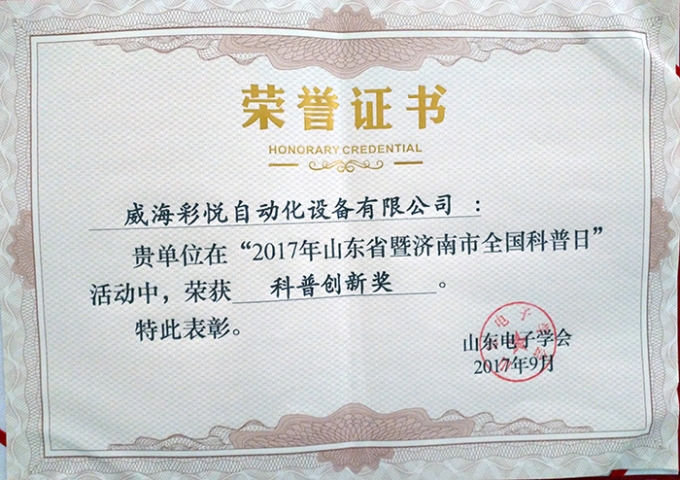 荣誉证书
HONORARY CREDENTIAL
威海彩悦自动化设备有限公司 :
贵单位在“2017年山东省暨济南市全国科普日”
活动中，荣获 科普创新奖 。
特此表彰。
山东电子学会
2017年9月